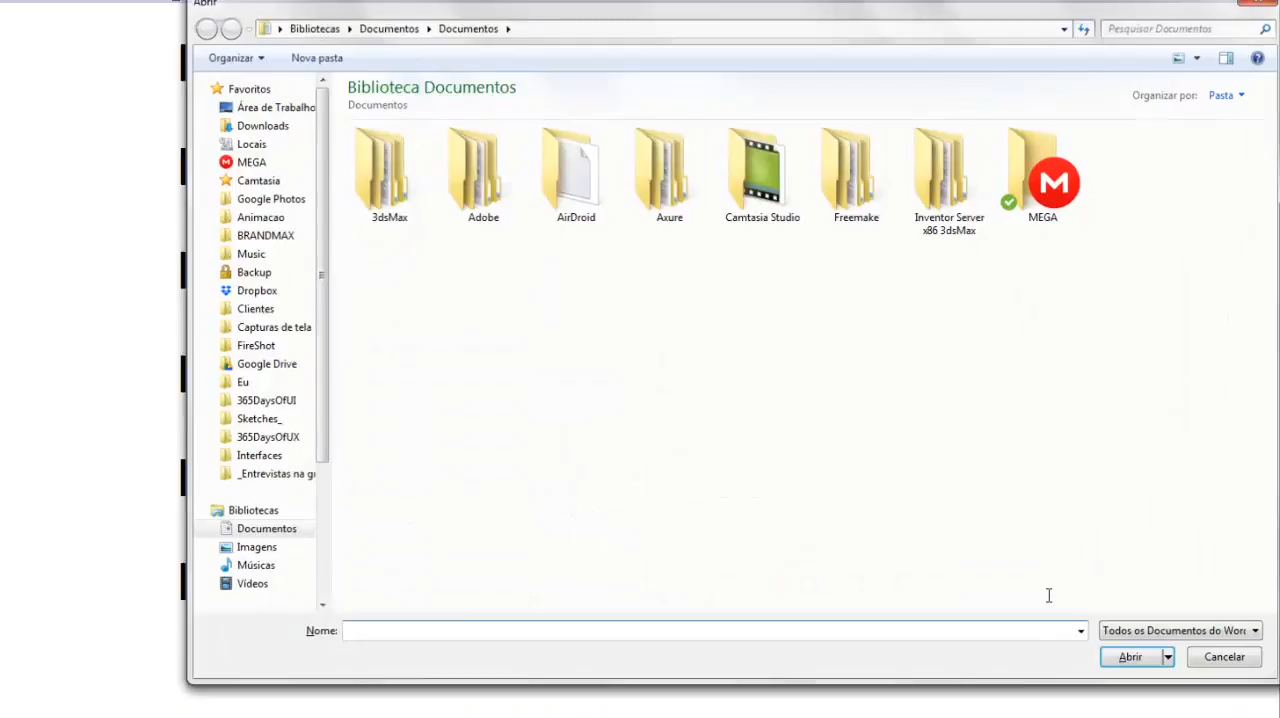 Abrir
Bibliotecas Documentos Documentos
Pesquisar Documentos
Organizar Nova pasta
Favoritos
Área de Trabalho
Downloads
Locais
MEGA
Camtasia
Google Photos
Animacao
BRANDMAX
Music
Backup
Dropbox
Clientes
Capturas de tela
FireShot
Google Drive
Eu
365DaysOfUI
Sketches_
365DaysOfUX
Interfaces
_Entrevistas na gr
Bibliotecas
Documentos
Imagens
Músicas
Vídeos
Biblioteca Documentos
Documentos
Organizar por: Pasta
M
3dsMax
Adobe
AirDroid
Axure
Camtasia Studio
Freemake
Inventor Server
x86 3dsMax
MEGA
Nome:
Todos os Documentos do Wor
Abrir Cancelar